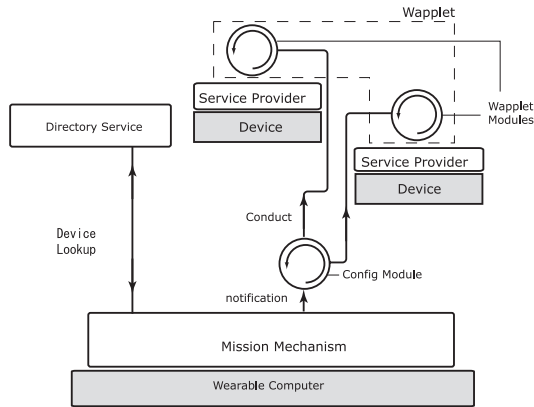 Wapplet
Service Provider
Device
Wapplet
Modules
Directory Service
Service Provider
Device
Device
Lookup
Conduct
Config Module
notification
Mission Mechanism
Wearable Computer